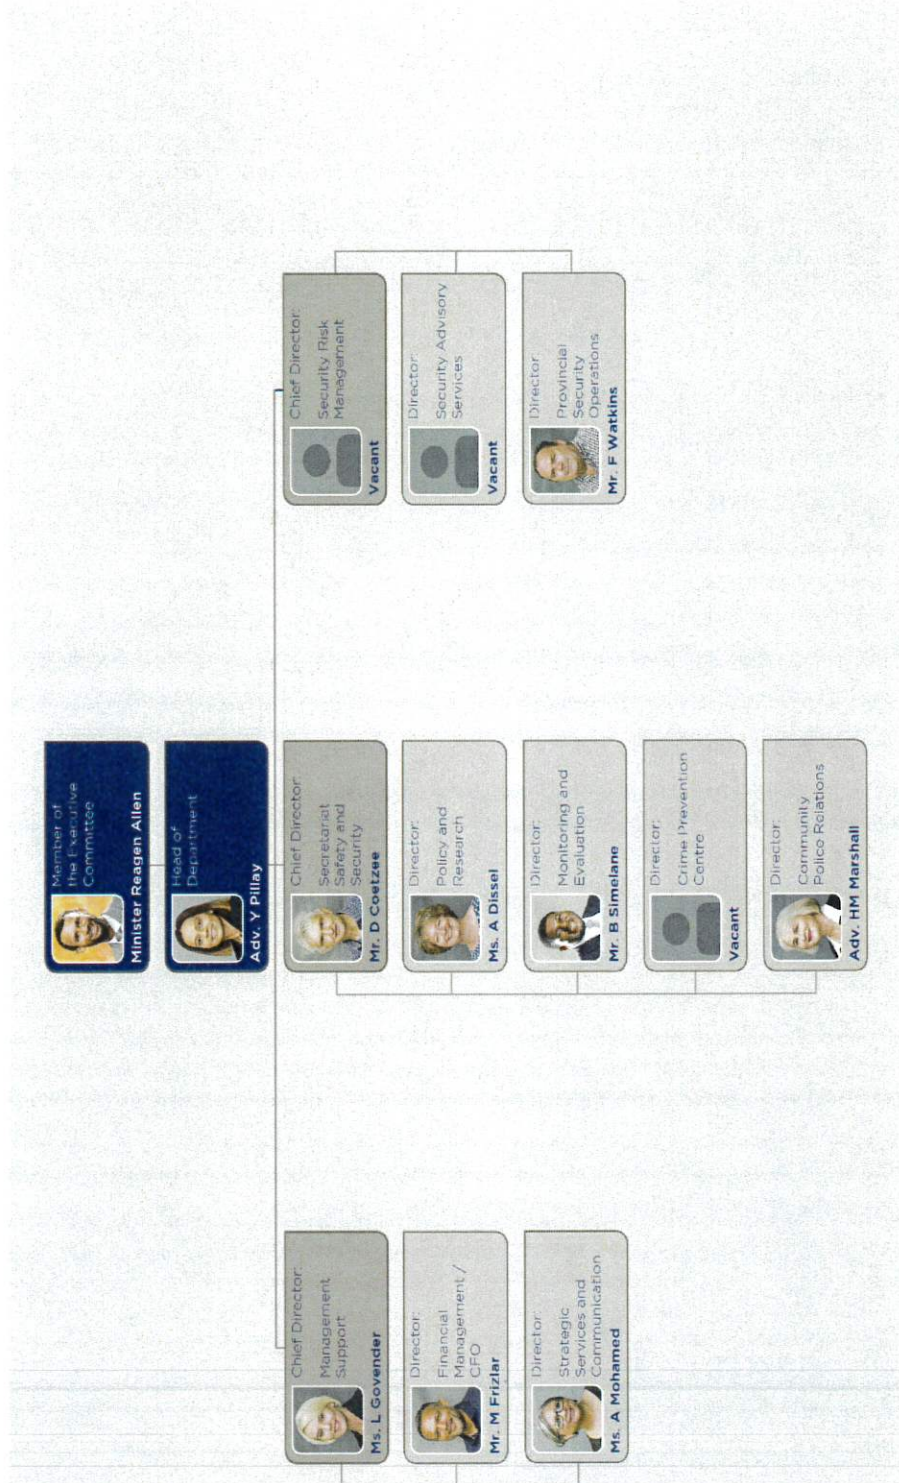 Member of
the Executive
Committee
Minister Reagen Allen
Head of
Department
Adv. Y Pillay
Chief Director:
Management
Support
Ms. L Govender
Director:
Financial
Management /
CFO
Mr. M Frizlar
Director:
Strategic
Services and
Communication
Ms. A Mohamed
Chief Director:
Secretariat
Safety and
Security
Mr. D Coetzee
Director:
Policy and
Research
Ms. A Dissel
Director:
Monitoring and
Evaluation
Mr. B Simelane
Director:
Crime Prevention
Centre
Vacant
Director:
Community
Police Relations
Adv. HM Marshall
Chief Director:
Security Risk
Management
Vacant
Director:
Security Advisory
Services
Vacant
Director:
Provincial
Security
Operations
Mr. F Watkins